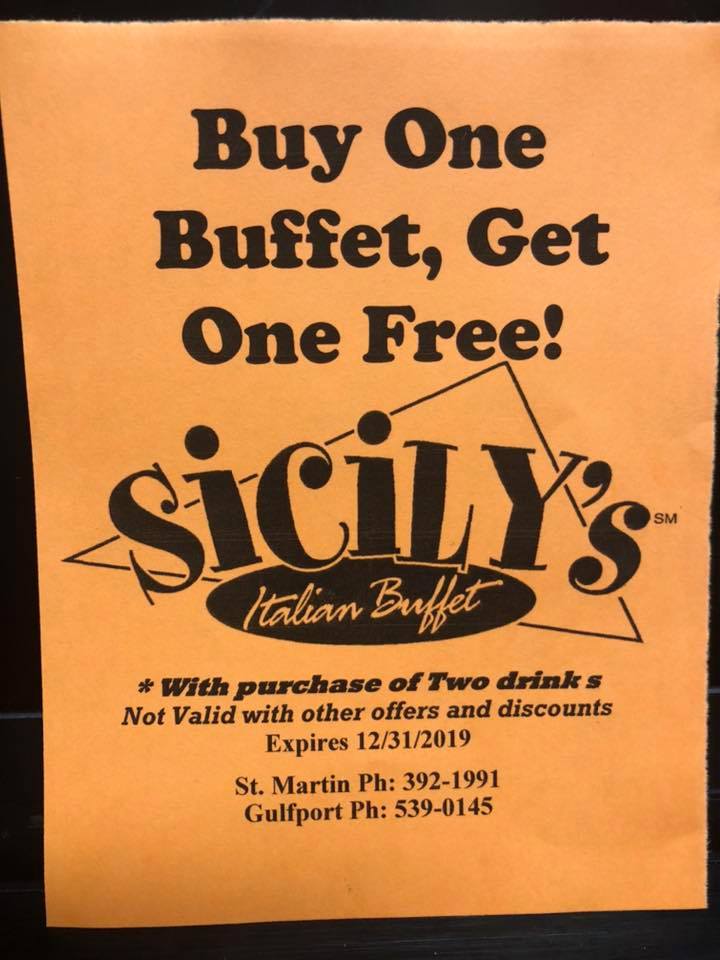 Buy One
Buffet, Get
One Free!
SiCiLY's SM
Italian Buffet
* With purchase of Two drink s
Not Valid with other offers and discounts
Expires 12/31/2019
St. Martin Ph: 392-1991
Gulfport Ph: 539-0145